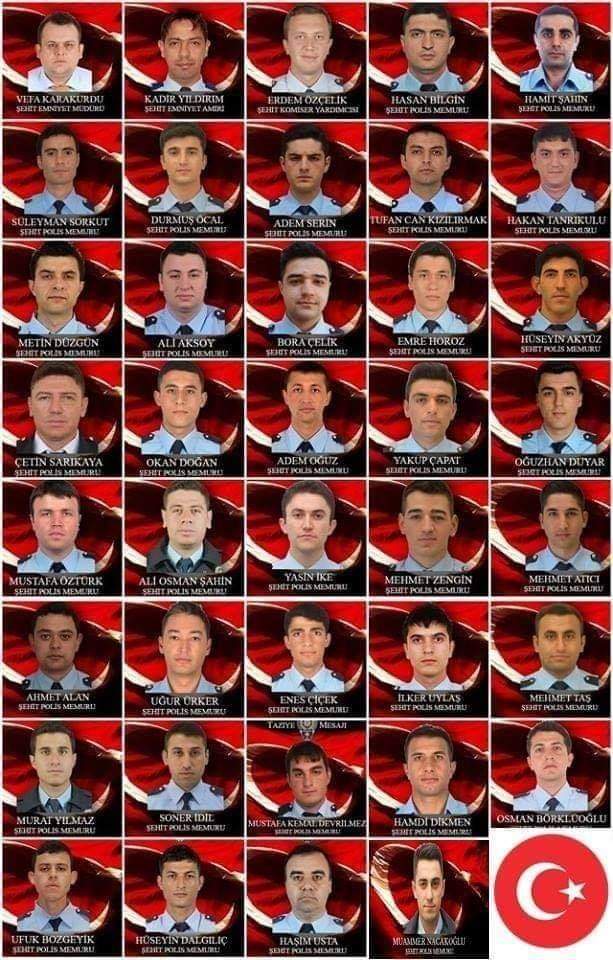 VEFA KARAKURDU
ŞEHİT EMNİYET MÜDÜRÜ
KADİR YILDIRIM
ŞEHİT EMNİYET AMİRİ
ERDEM ÖZÇELİK
ŞEHİT KOMİSER YARDIMCISI
HASAN BİLGİN
ŞEHİT POLİS MEMURU
HAMİT ŞAHİN
ŞEHİT POLİS MEMURU
SÜLEYMAN SORKUT
ŞEHİT POLİS MEMURU
DURMUŞ ÖCAL
ŞEHİT POLİS MEMURU
ADEM SERİN
ŞEHİT POLİS MEMURU
TUFAN CAN KIZILIRMAK
ŞEHİT POLİS MEMURU
HAKAN TANRIKULU
ŞEHİT POLİS MEMURU
METİN DÜZGÜN
ŞEHİT POLİS MEMURU
ALİ AKSOY
ŞEHİT POLİS MEMURU
BORA ÇELİK
ŞEHİT POLİS MEMURU
EMRE HOROZ
ŞEHİT POLİS MEMURU
HÜSEYİN AKYÜZ
ŞEHİT POLİS MEMURU
ÇETİN SARIKAYA
ŞEHİT POLİS MEMURU
OKAN DOĞAN
ŞEHİT POLİS MEMURU
ADEM OĞUZ
ŞEHİT POLİS MEMURU
YAKUP ÇAPAT
ŞEHİT POLİS MEMURU
OĞUZHAN DUYAR
ŞEHİT POLİS MEMURU
MUSTAFA ÖZTÜRK
ŞEHİT POLİS MEMURU
ALİ OSMAN ŞAHİN
ŞEHİT POLİS MEMURU
YASİN İKE
ŞEHİT POLİS MEMURU
MEHMET ZENGİN
ŞEHİT POLİS MEMURU
MEHMET ATICI
ŞEHİT POLİS MEMURU
AHMET ALAN
ŞEHİT POLİS MEMURU
UĞUR ÜRKER
ŞEHİT POLİS MEMURU
ENES ÇİÇEK
ŞEHİT POLİS MEMURU
İLKER UYLAŞ
ŞEHİT POLİS MEMURU
MEHMET TAŞ
ŞEHİT POLİS MEMURU
MURAT YILMAZ
ŞEHİT POLİS MEMURU
SONER İDİL
ŞEHİT POLİS MEMURU
TAZİYE MESAJI
MUSTAFA KEMAL DEVRİLMEZ
ŞEHİT POLİS MEMURU
HAMDİ DİKMEN
ŞEHİT POLİS MEMURU
OSMAN BÖRKLÜOĞLU
ŞEHİT POLİS MEMURU
UFUK BOZGEYİK
ŞEHİT POLİS MEMURU
HÜSEYİN DALGILIÇ
ŞEHİT POLİS MEMURU
HAŞİM USTA
ŞEHİT POLİS MEMURU
MUAMMER NACAKOĞLU
ŞEHİT POLİS MEMURU